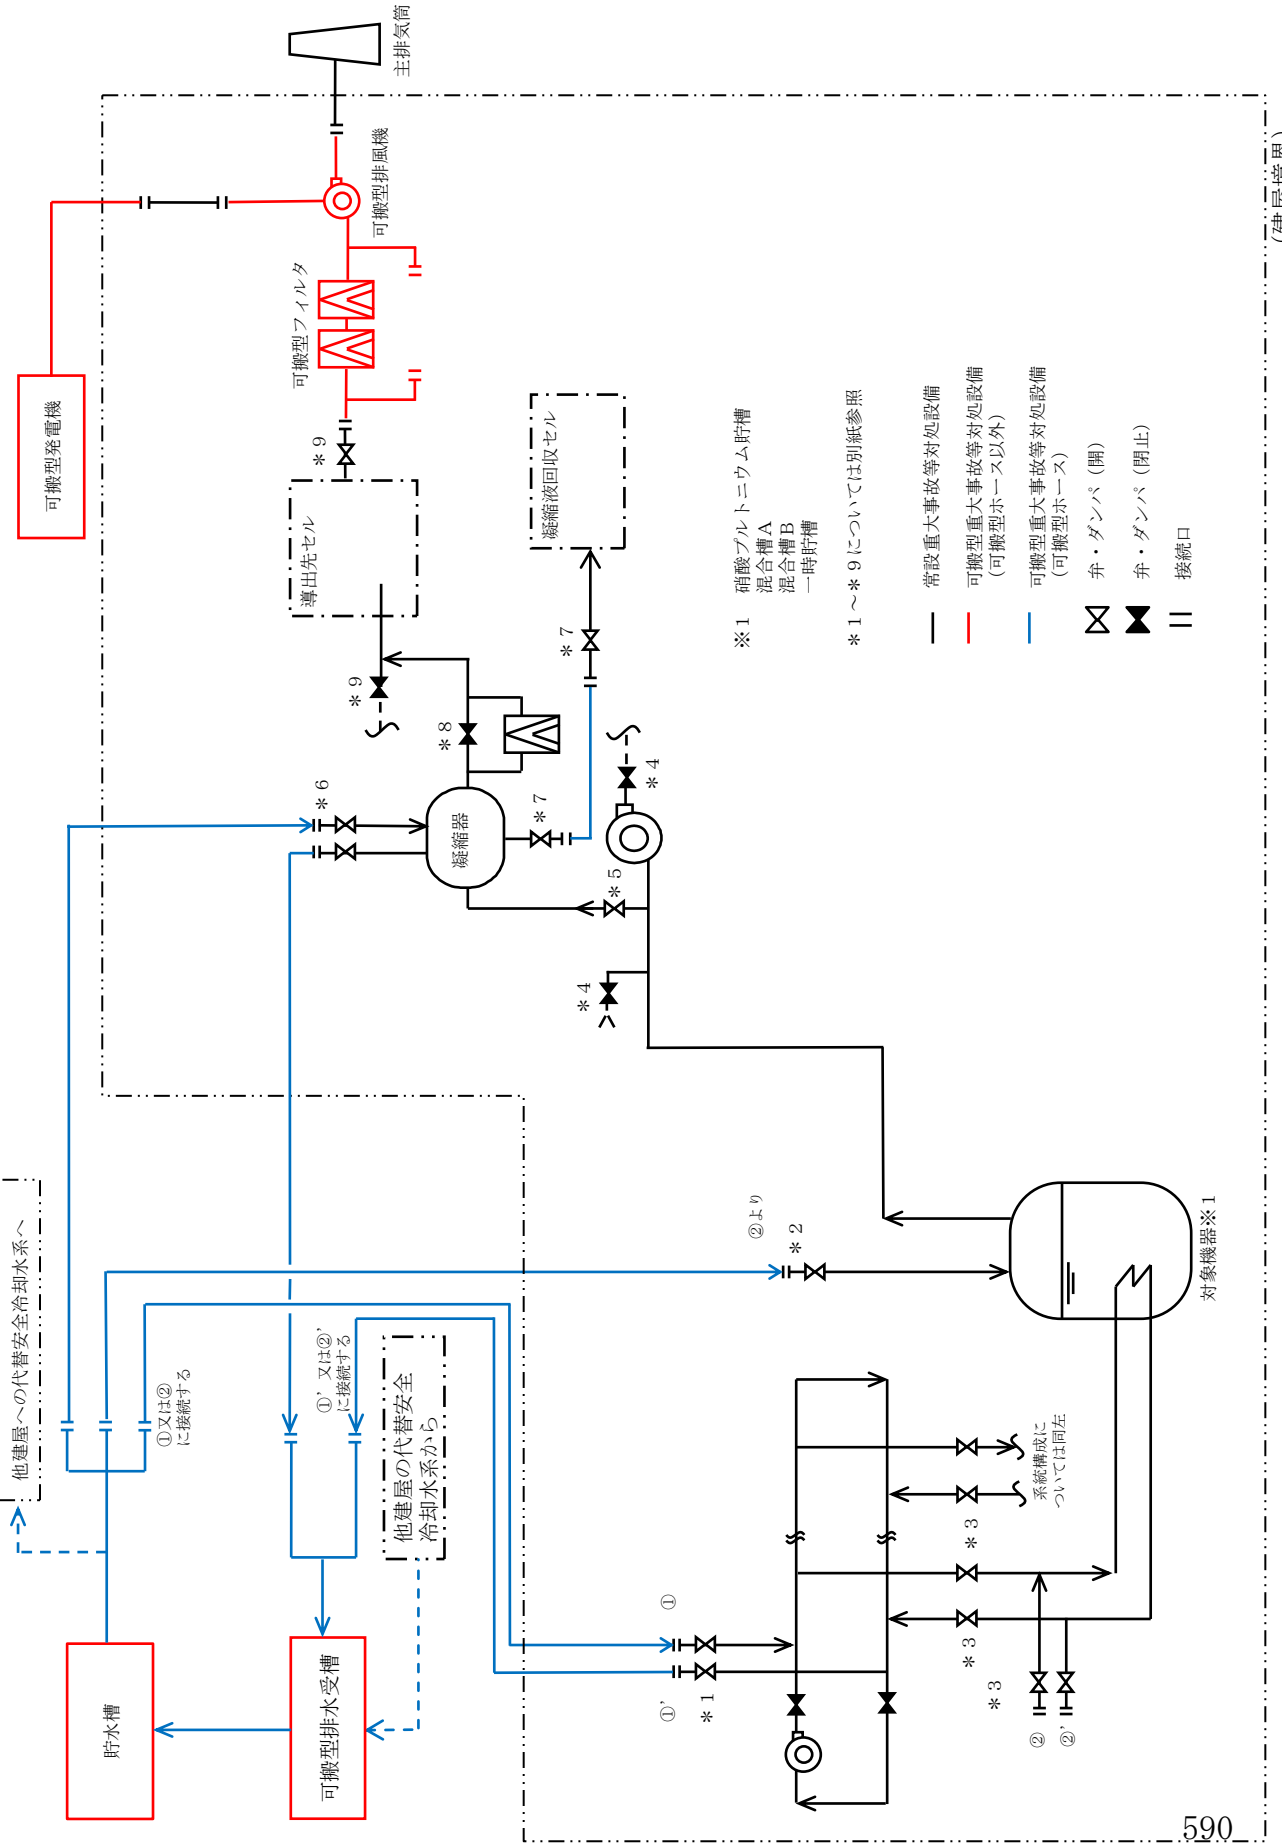 主排気筒
可搬型排風機
可搬型フィルタ
可搬型発電機
＊9
導出先セル
凝縮液回収セル
＊9
＊8
＊7
＊7
＊6
凝縮器
＊4
＊5
＊4
(建屋境界)
※1 硝酸プルトニウム貯槽
混合槽A
混合槽B
一時貯槽
＊1～＊9については別紙参照
常設重大事故等対処設備
可搬型重大事故等対処設備
(可搬型ホース以外)
可搬型重大事故等対処設備
(可搬型ホース)
弁・ダンパ (開)
弁・ダンパ (閉止)
接続口
他建屋への代替安全冷却水系へ
①又は②
に接続する
①’又は②’
に接続する
他建屋の代替安全
冷却水系から
貯水槽
可搬型排水受槽
②より
＊2
対象機器※1
系統構成に
ついては同左
①
①’
＊1
＊3
＊3
＊3
②
②’
590